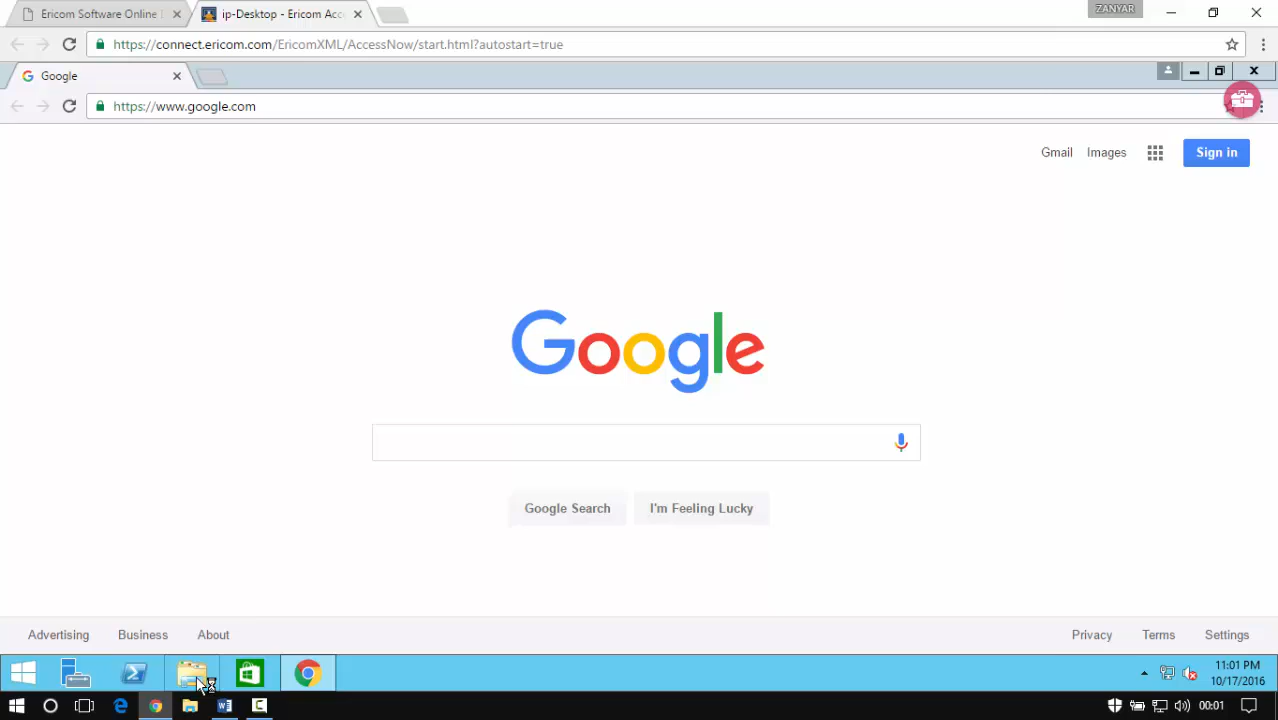 Ericom Software Online
ip-Desktop - Ericom Acc
ZANYAR
https://connect.ericom.com/EricomXML/AccessNow/start.html?autostart=true
Google
https://www.google.com
Gmail
Images
Sign in
Google
Google Search
I'm Feeling Lucky
Advertising
Business
About
Privacy
Terms
Settings
11:01 PM
10/17/2016
00:01